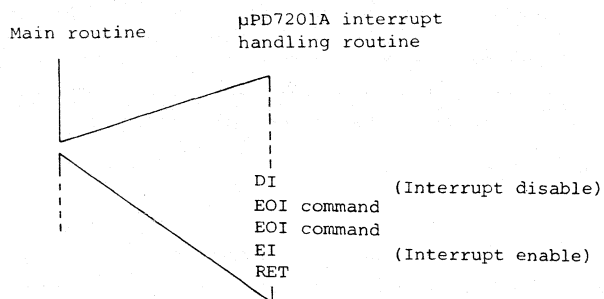 Main routine
µPD7201A interrupt
handling routine
DI (Interrupt disable)
EOI command
EOI command
EI (Interrupt enable)
RET